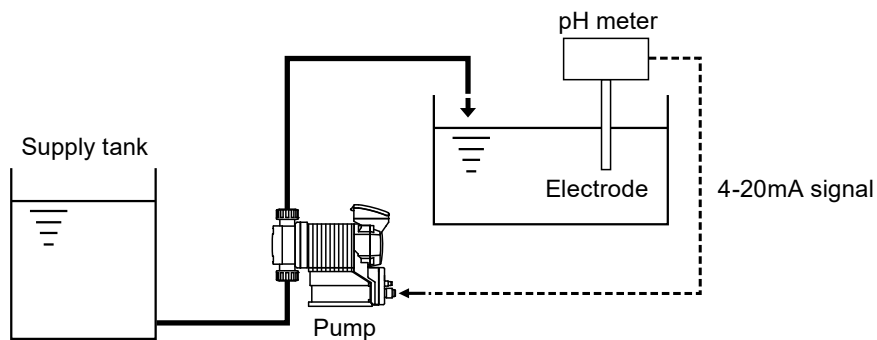 pH meter
Supply tank
Electrode
4-20mA signal
Pump